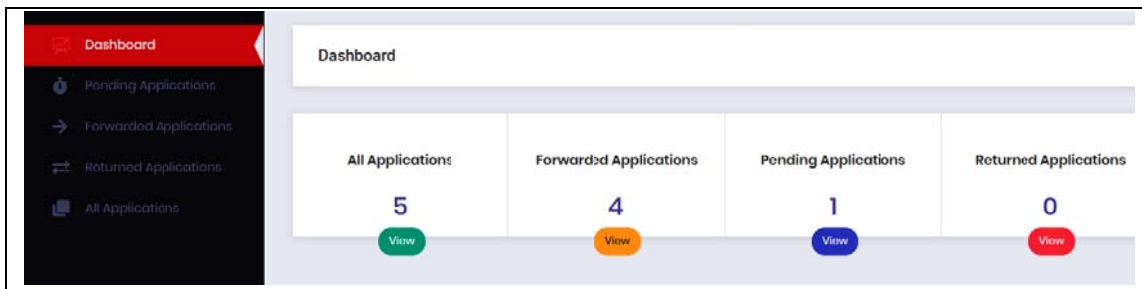 Dashboard
Pending Applications
Forwarded Applications
Returned Applications
All Applications
Dashboard
All Applications
5
View
Forwarded Applications
4
View
Pending Applications
1
View
Returned Applications
0
View